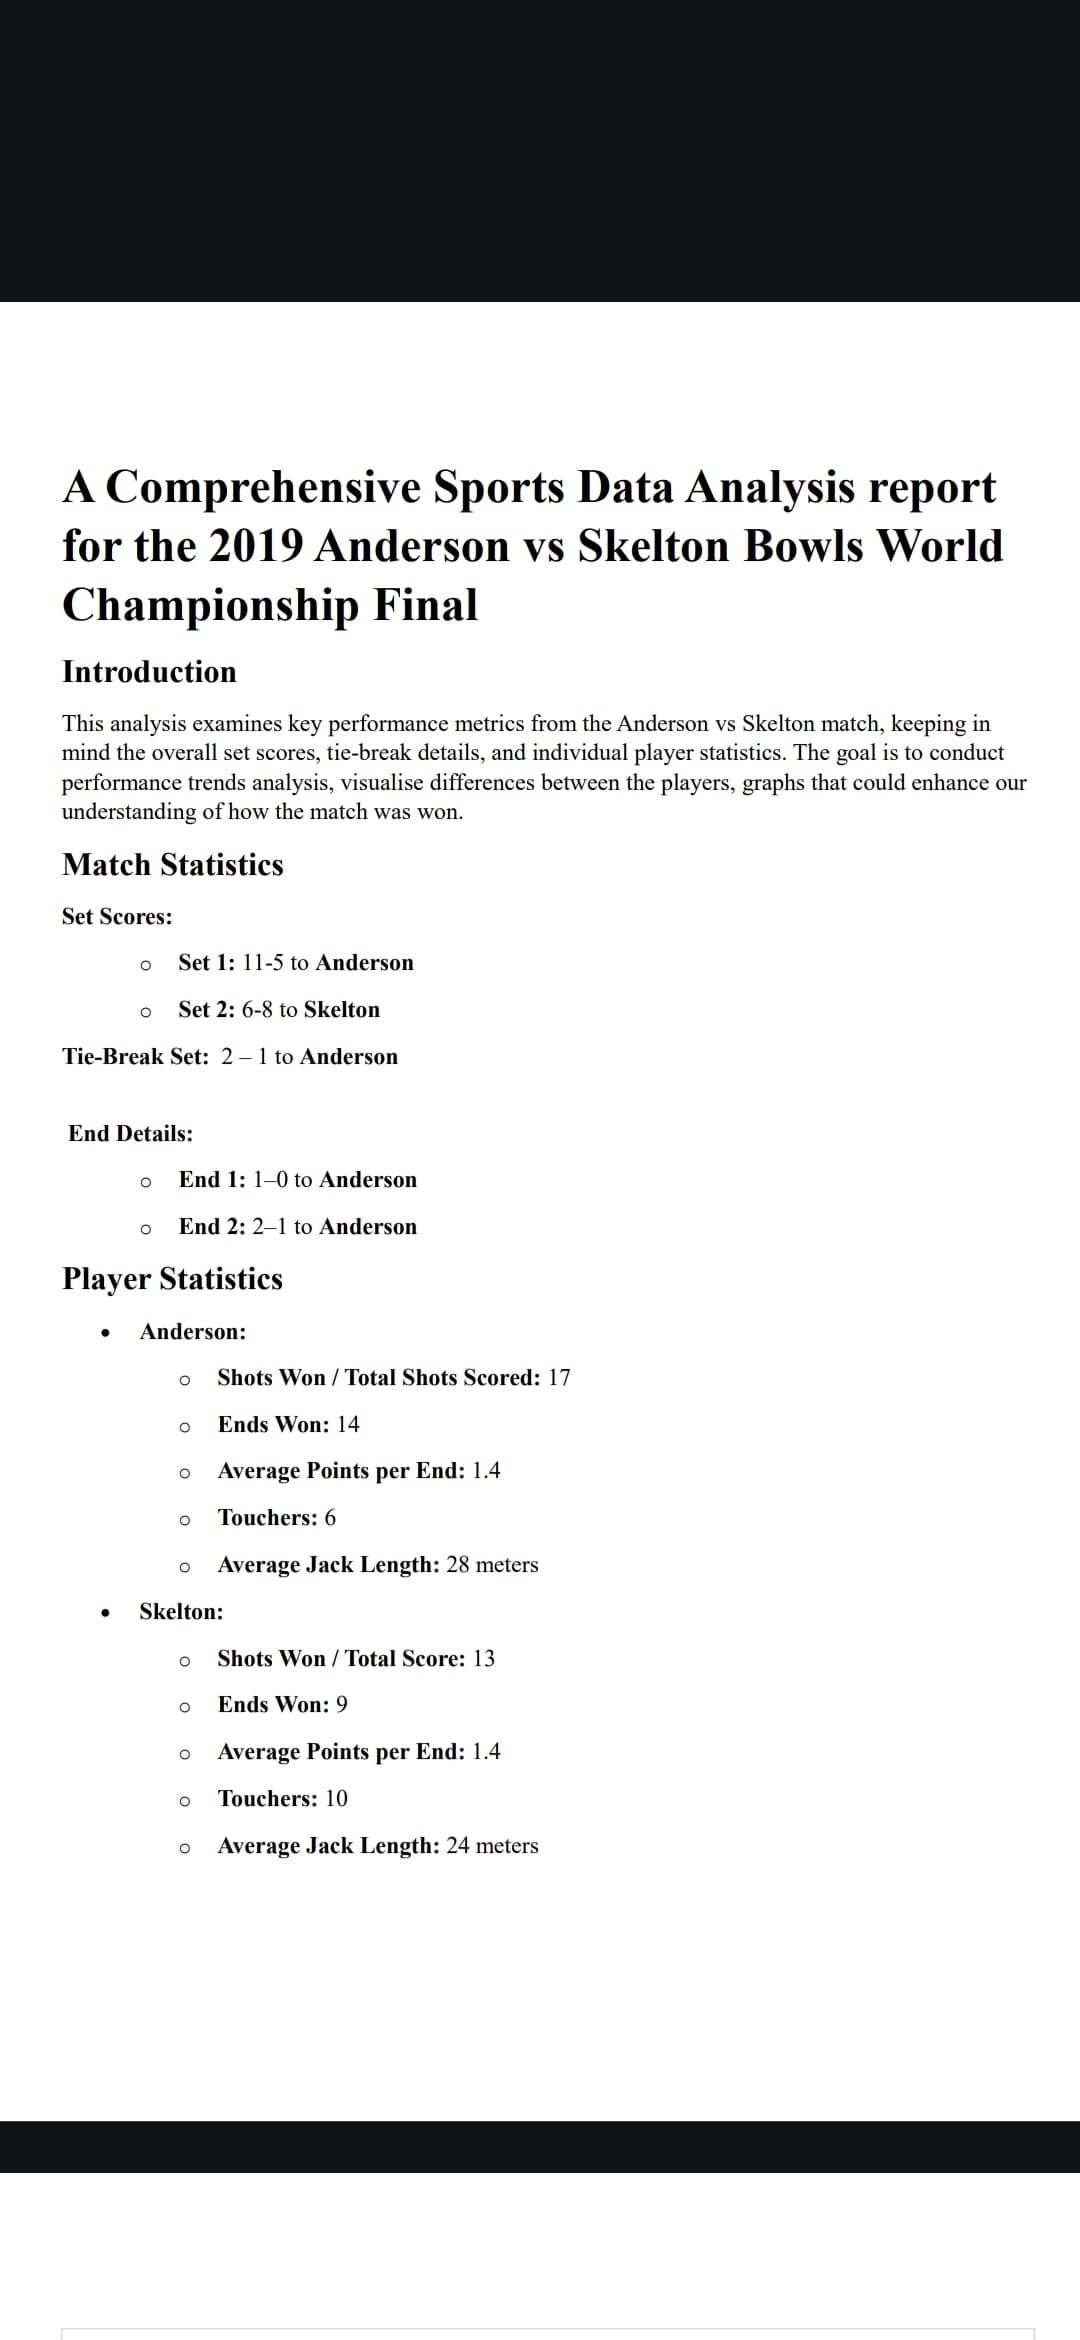 A Comprehensive Sports Data Analysis report
for the 2019 Anderson vs Skelton Bowls World
Championship Final
Introduction
This analysis examines key performance metrics from the Anderson vs Skelton match, keeping in
mind the overall set scores, tie-break details, and individual player statistics. The goal is to conduct
performance trends analysis, visualise differences between the players, graphs that could enhance our
understanding of how the match was won.
Match Statistics
Set Scores:
o Set 1: 11-5 to Anderson
o Set 2: 6-8 to Skelton
Tie-Break Set: 2 – 1 to Anderson
End Details:
o End 1: 1–0 to Anderson
o End 2: 2–1 to Anderson
Player Statistics
• Anderson:
o Shots Won / Total Shots Scored: 17
o Ends Won: 14
o Average Points per End: 1.4
o Touchers: 6
o Average Jack Length: 28 meters
• Skelton:
o Shots Won / Total Score: 13
o Ends Won: 9
o Average Points per End: 1.4
o Touchers: 10
o Average Jack Length: 24 meters